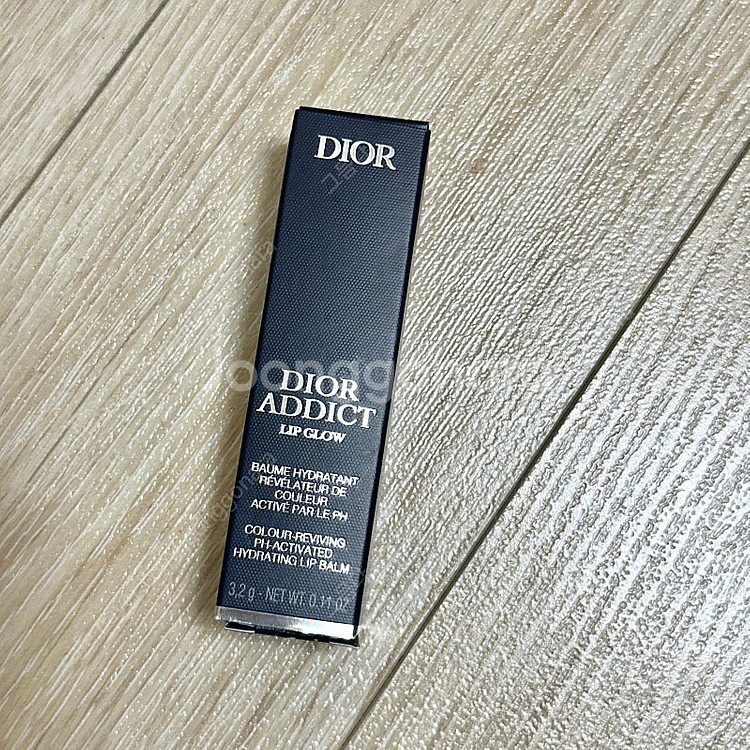 DIOR
DIOR
ADDICT
LIP GLOW
BAUME HYDRATANT
RÉVÉLATEUR DE
COULEUR
ACTIVÉ PAR LE PH
COLOUR-REVIVING
PH-ACTIVATED
HYDRATING LIP BALM
3,2 g - NET WT. 0.11 OZ